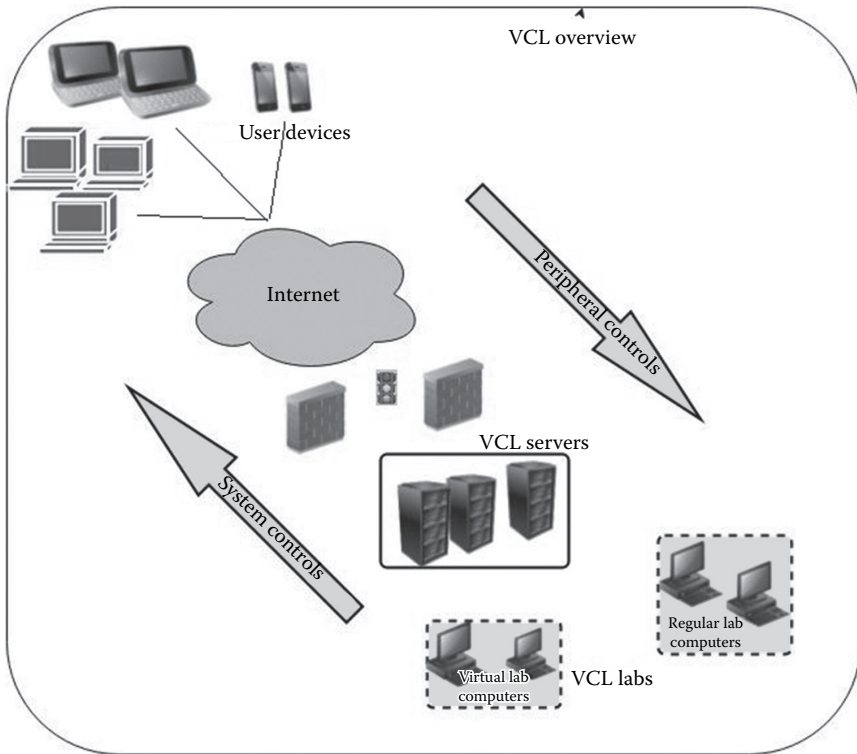 VCL overview
User devices
Internet
Peripheral controls
VCL servers
System controls
Regular lab
computers
Virtual lab
computers
VCL labs